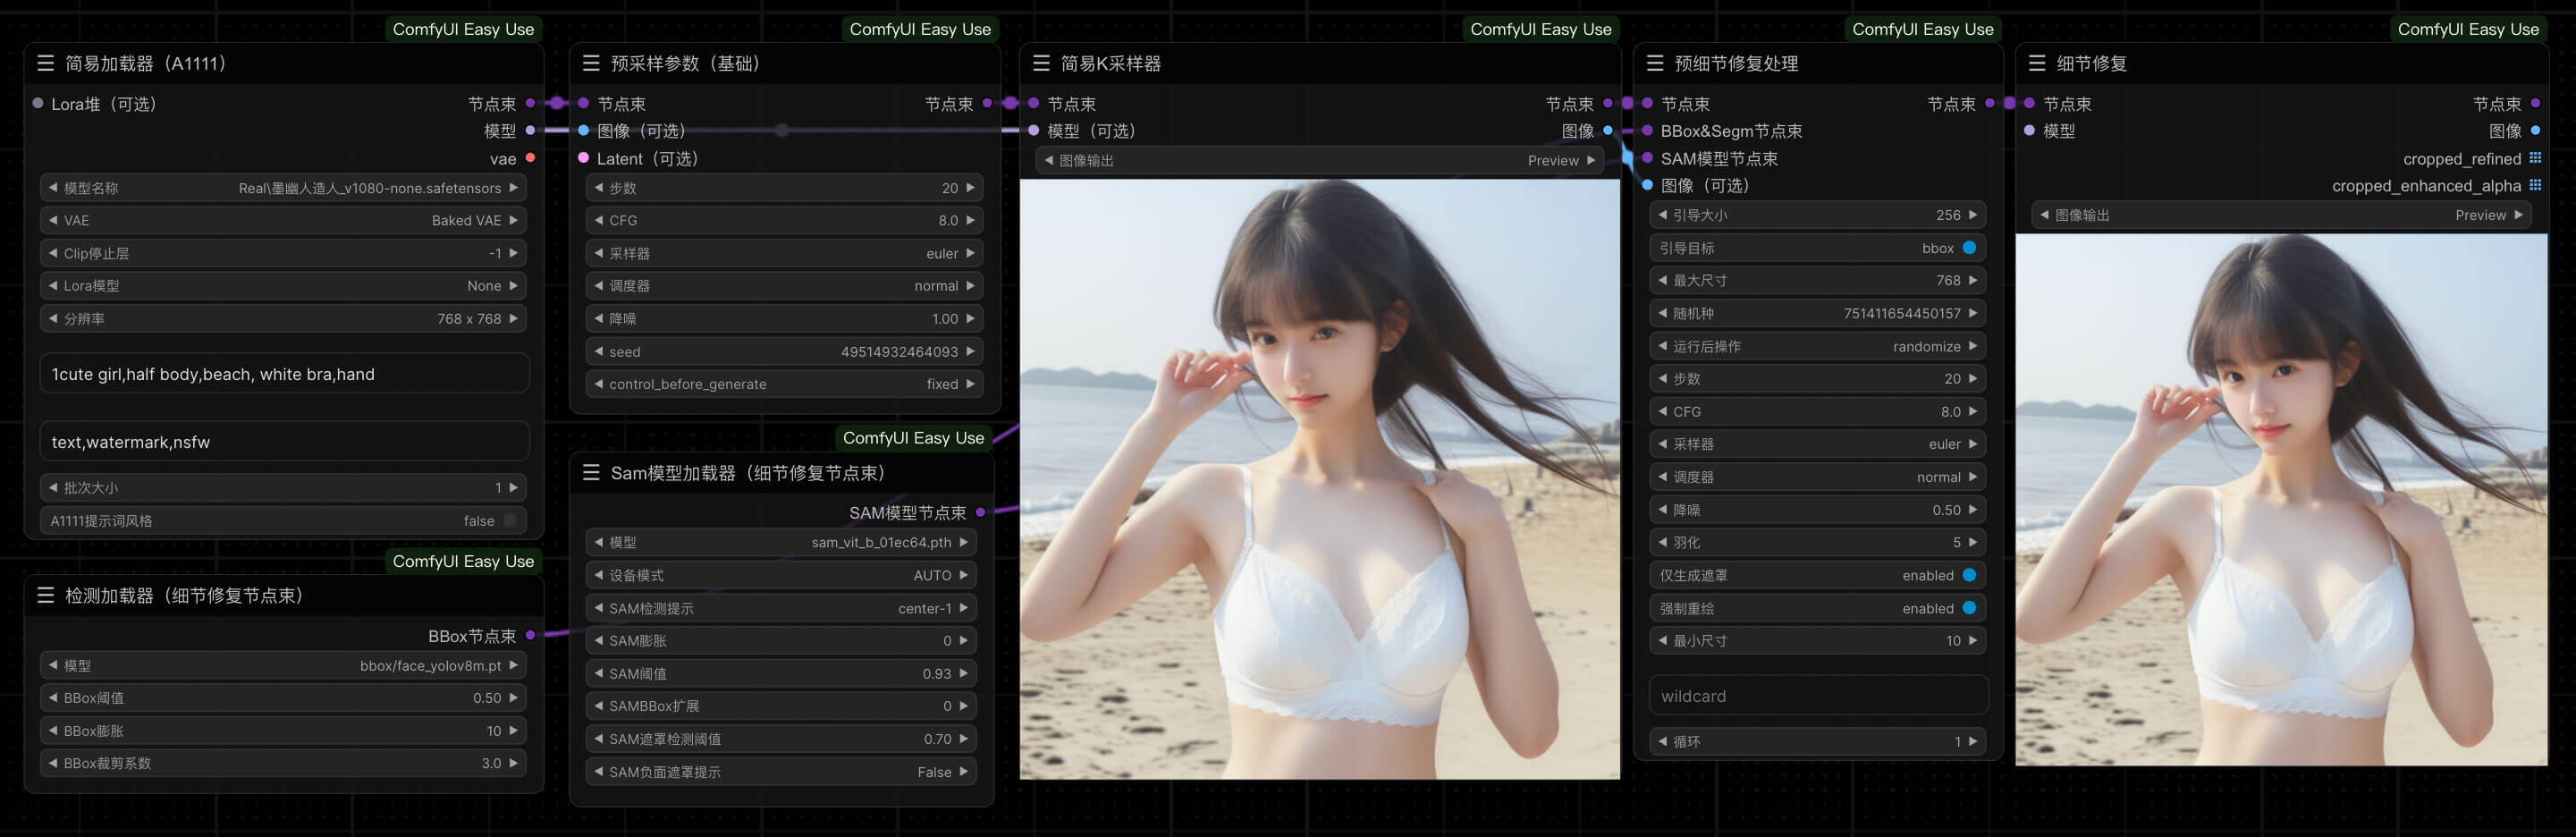 ComfyUI Easy Use
简易加载器（A1111）
Lora堆（可选）
节点束
模型
vae
模型名称 Real\墨幽人造人_v1080-none.safetensors
VAE Baked VAE
Clip停止层 -1
Lora模型 None
分辨率 768 x 768
1cute girl,half body,beach, white bra,hand
text,watermark,nsfw
批次大小 1
A1111提示词风格 false
ComfyUI Easy Use
检测加载器（细节修复节点束）
BBox节点束
模型 bbox/face_yolov8m.pt
BBox阈值 0.50
BBox膨胀 10
BBox裁剪系数 3.0
ComfyUI Easy Use
预采样参数（基础）
节点束 节点束
图像（可选）
Latent（可选）
步数 20
CFG 8.0
采样器 euler
调度器 normal
降噪 1.00
seed 49514932464093
control_before_generate fixed
ComfyUI Easy Use
Sam模型加载器（细节修复节点束）
SAM模型节点束
模型 sam_vit_b_01ec64.pth
设备模式 AUTO
SAM检测提示 center-1
SAM膨胀 0
SAM阈值 0.93
SAMBBox扩展 0
SAM遮罩检测阈值 0.70
SAM负面遮罩提示 False
ComfyUI Easy Use
简易K采样器
节点束 节点束
模型（可选） 图像
图像输出 Preview
ComfyUI Easy Use
预细节修复处理
节点束 节点束
BBox&Segm节点束
SAM模型节点束
图像（可选）
引导大小 256
引导目标 bbox
最大尺寸 768
随机种 751411654450157
运行后操作 randomize
步数 20
CFG 8.0
采样器 euler
调度器 normal
降噪 0.50
羽化 5
仅生成遮罩 enabled
强制重绘 enabled
最小尺寸 10
wildcard
循环 1
ComfyUI Easy Use
细节修复
节点束 节点束
模型 图像
cropped_refined
cropped_enhanced_alpha
图像输出 Preview